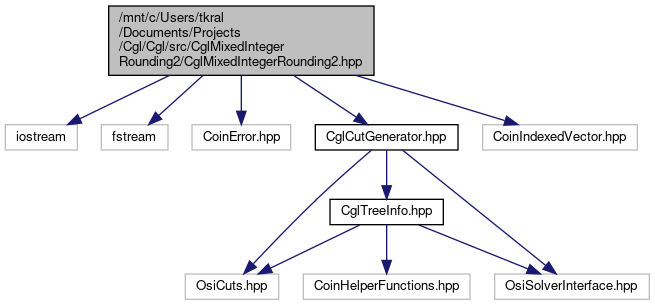 /mnt/c/Users/tkral
/Documents/Projects
/Cgl/Cgl/src/CglMixedInteger
Rounding2/CglMixedIntegerRounding2.hpp
iostream
fstream
CoinError.hpp
CglCutGenerator.hpp
CoinIndexedVector.hpp
CglTreeInfo.hpp
OsiCuts.hpp
CoinHelperFunctions.hpp
OsiSolverInterface.hpp